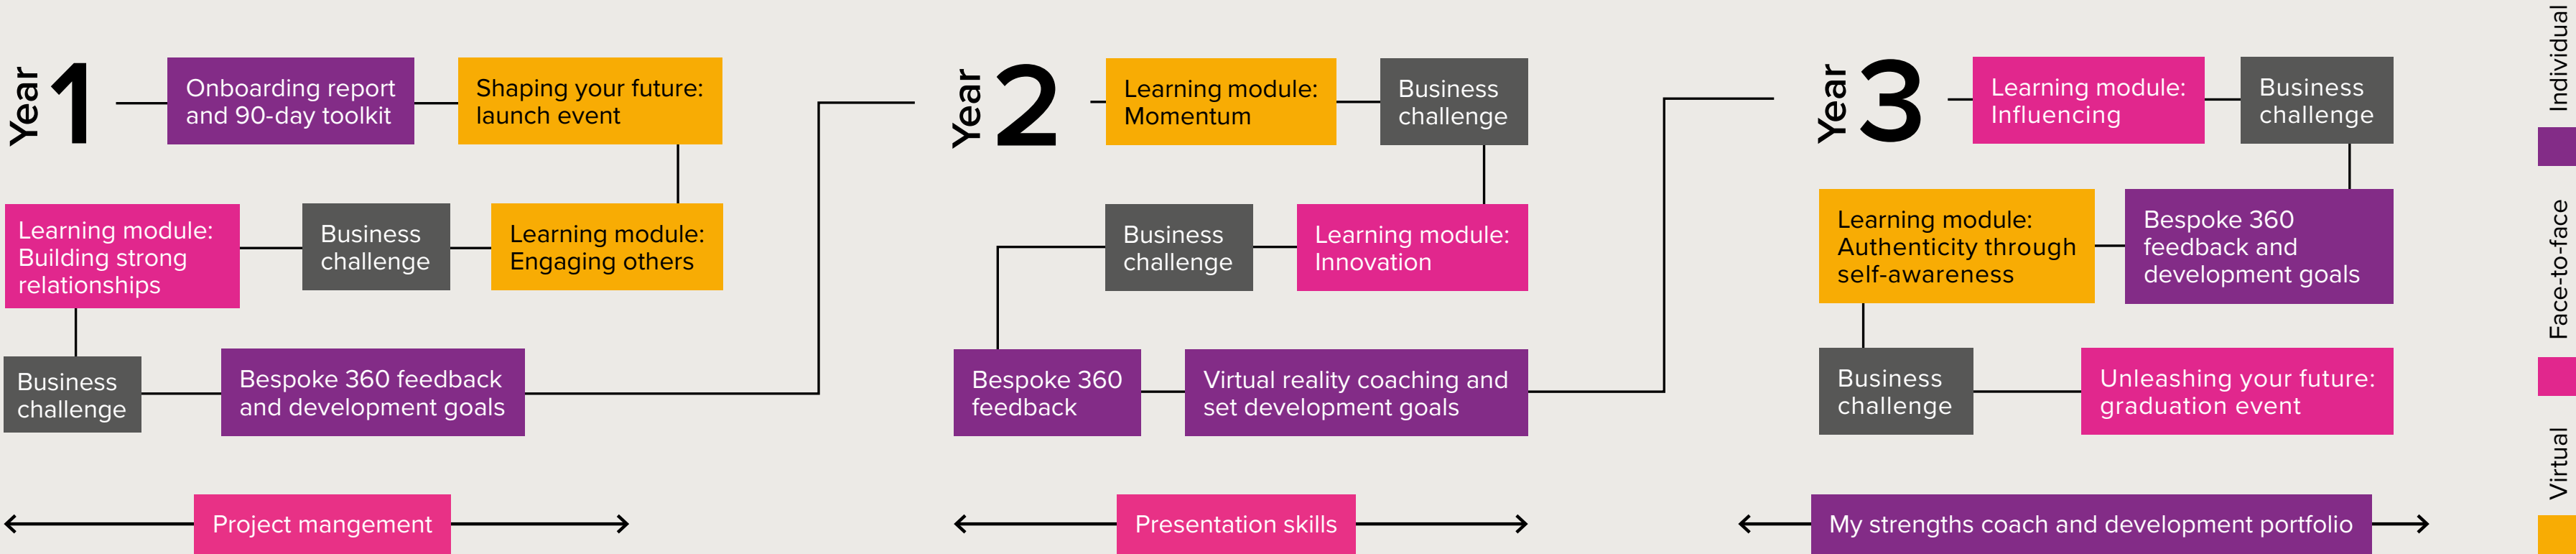 Year 1
Onboarding report
and 90-day toolkit
Shaping your future:
launch event
Learning module:
Engaging others
Business
challenge
Learning module:
Building strong
relationships
Business
challenge
Bespoke 360 feedback
and development goals
Project mangement
Year 2
Learning module:
Momentum
Business
challenge
Learning module:
Innovation
Business
challenge
Bespoke 360
feedback
Virtual reality coaching and
set development goals
Presentation skills
Year 3
Learning module:
Influencing
Business
challenge
Bespoke 360
feedback and
development goals
Learning module:
Authenticity through
self-awareness
Business
challenge
Unleashing your future:
graduation event
My strengths coach and development portfolio
Individual
Face-to-face
Virtual